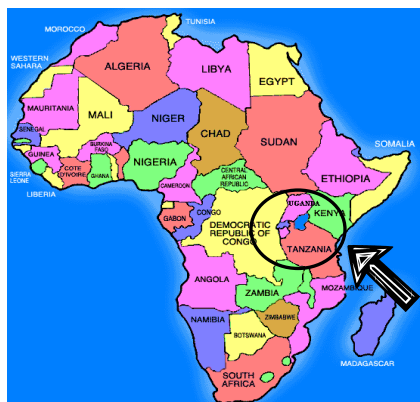 TUNISIA
MOROCCO
ALGERIA
LIBYA
EGYPT
WESTERN
SAHARA
MAURITANIA
MALI
NIGER
CHAD
SUDAN
SOMALIA
SENEGAL
GUINEA
BURKINA
FASO
SIERRA
LEONE
COTE
D'IVOIRE
GHANA
LIBERIA
NIGERIA
CAMEROON
CENTRAL
AFRICAN
REPUBLIC
ETHIOPIA
UGANDA
KENYA
GABON
CONGO
DEMOCRATIC
REPUBLIC OF
CONGO
TANZANIA
ANGOLA
ZAMBIA
MOZAMBIQUE
NAMIBIA
ZIMBABWE
BOTSWANA
MADAGASCAR
SOUTH
AFRICA